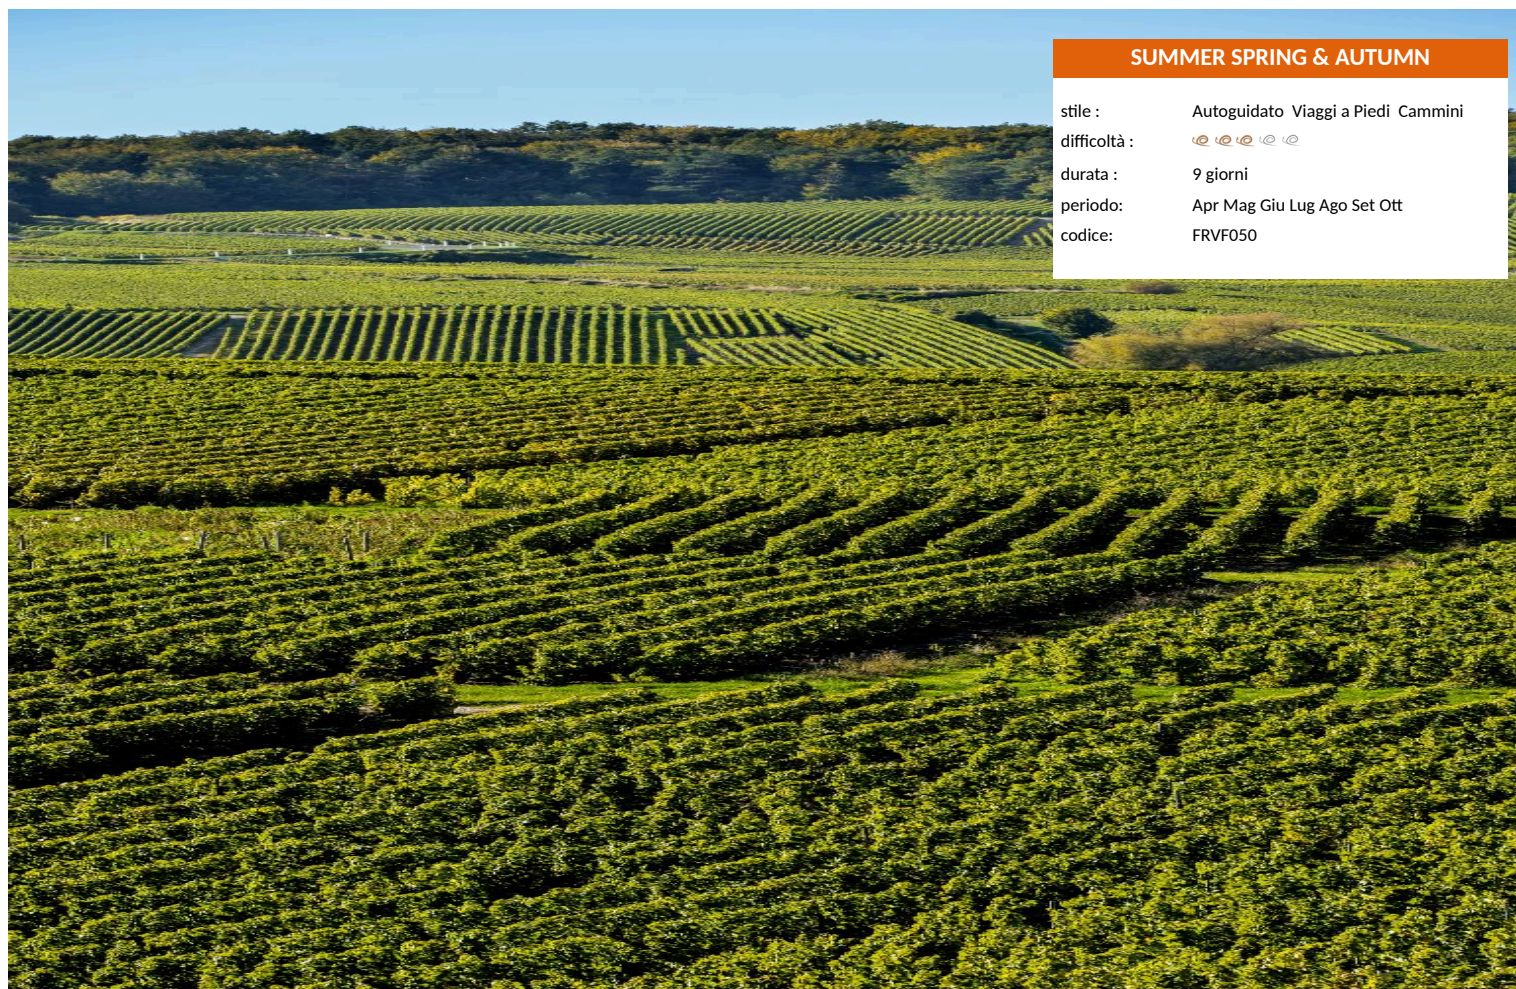 SUMMER SPRING & AUTUMN
stile : Autoguidato Viaggi a Piedi Cammini
difficoltà :
durata : 9 giorni
periodo: Apr Mag Giu Lug Ago Set Ott
codice: FRVF050